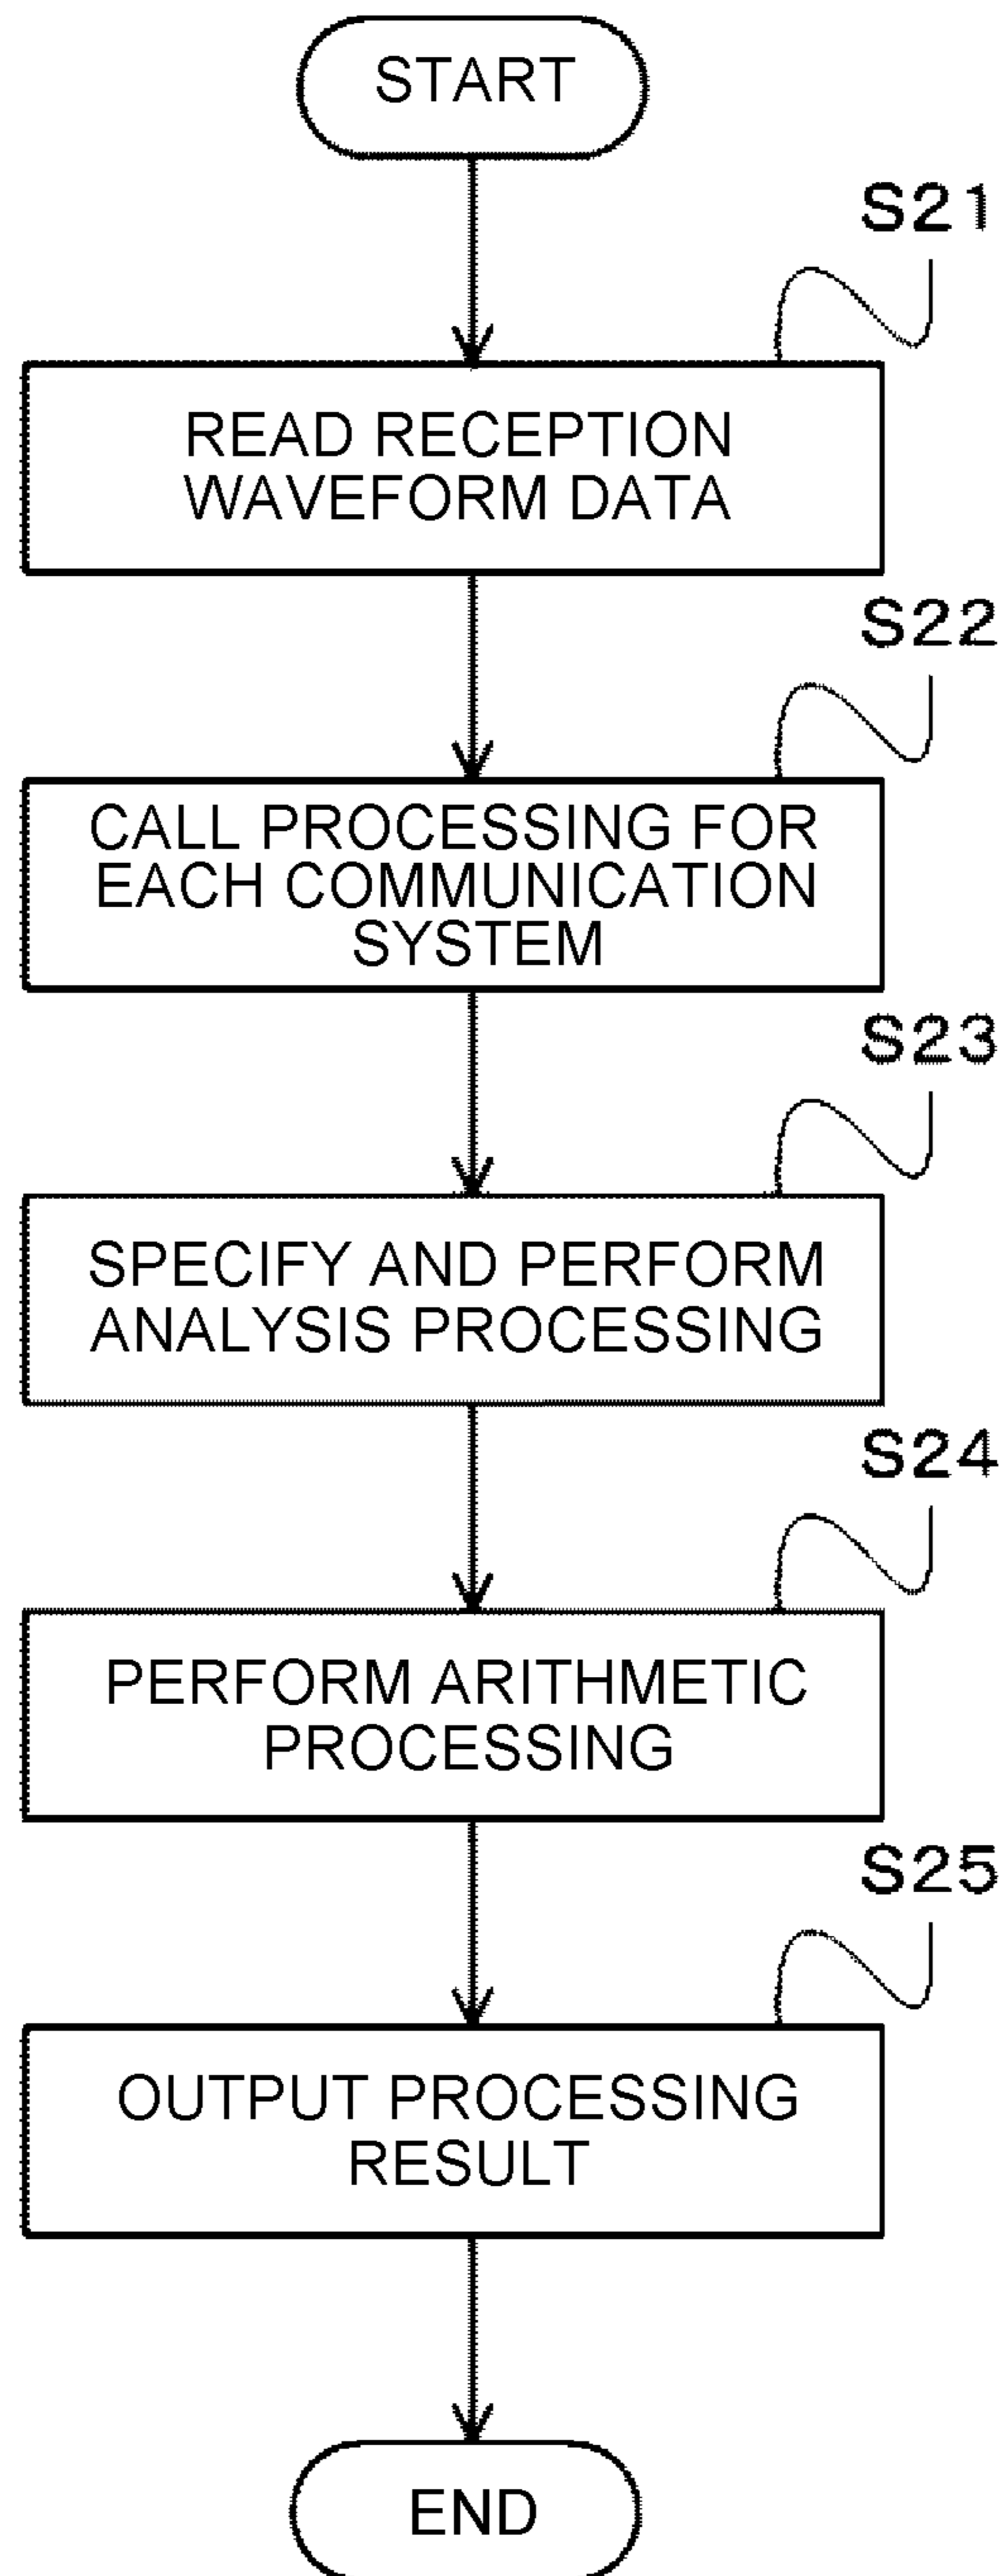 START
S21
READ RECEPTION
WAVEFORM DATA
S22
CALL PROCESSING FOR
EACH COMMUNICATION
SYSTEM
S23
SPECIFY AND PERFORM
ANALYSIS PROCESSING
S24
PERFORM ARITHMETIC
PROCESSING
S25
OUTPUT PROCESSING
RESULT
END